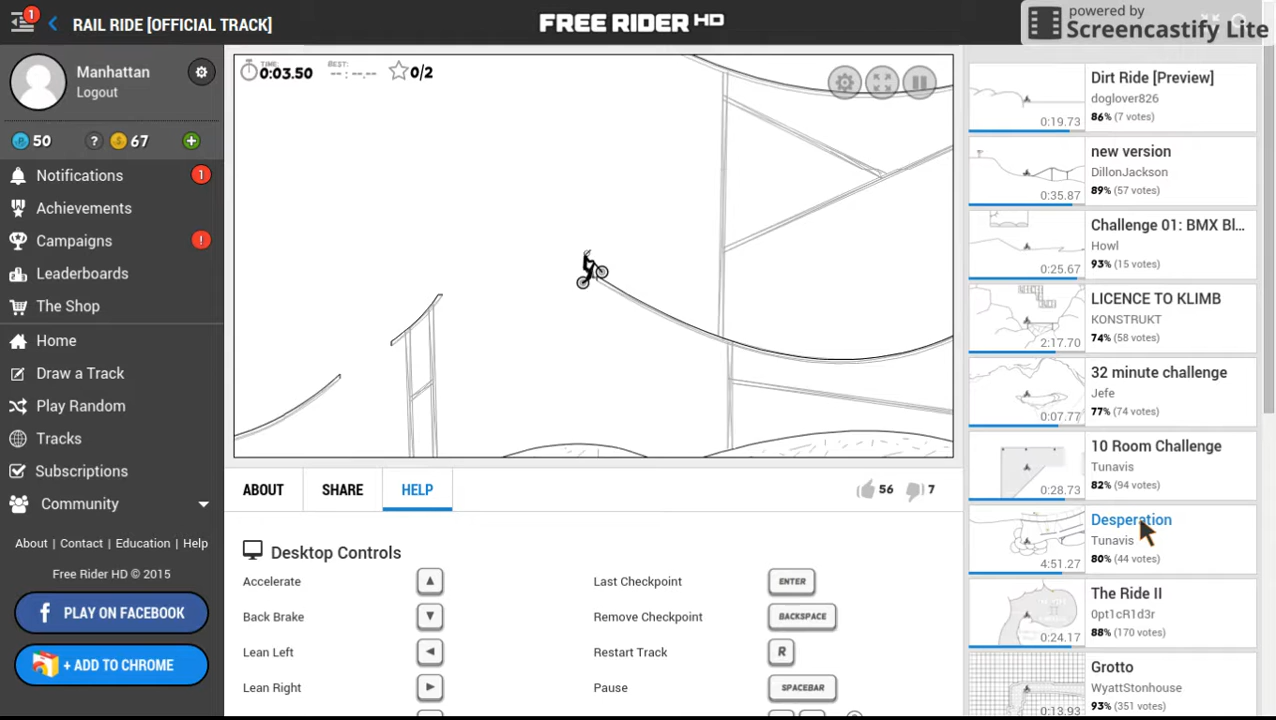 1
RAIL RIDE [OFFICIAL TRACK]
FREE RIDER HD
powered by
Screencastify Lite
Manhattan
Logout
50
?
67
Notifications
1
Achievements
Campaigns
!
Leaderboards
The Shop
Home
Draw a Track
Play Random
Tracks
Subscriptions
Community
About | Contact | Education | Help
Free Rider HD © 2015
PLAY ON FACEBOOK
+ ADD TO CHROME
TIME:
0:03.50
BEST:
-- : --.--
0/2
ABOUT
SHARE
HELP
56
7
Desktop Controls
Accelerate
Back Brake
Lean Left
Lean Right
Last Checkpoint
ENTER
Remove Checkpoint
BACKSPACE
Restart Track
R
Pause
SPACEBAR
Dirt Ride [Preview]
doglover826
0:19.73
86% (7 votes)
new version
DillonJackson
0:35.87
89% (57 votes)
Challenge 01: BMX Bl...
Howl
0:25.67
93% (15 votes)
LICENCE TO KLIMB
KONSTRUKT
2:17.70
74% (58 votes)
32 minute challenge
Jefe
0:07.77
77% (74 votes)
10 Room Challenge
Tunavis
0:28.73
82% (94 votes)
Desperation
Tunavis
4:51.27
80% (44 votes)
The Ride II
0pt1cR1d3r
0:24.17
88% (170 votes)
Grotto
WyattStonhouse
0:13.93
93% (351 votes)